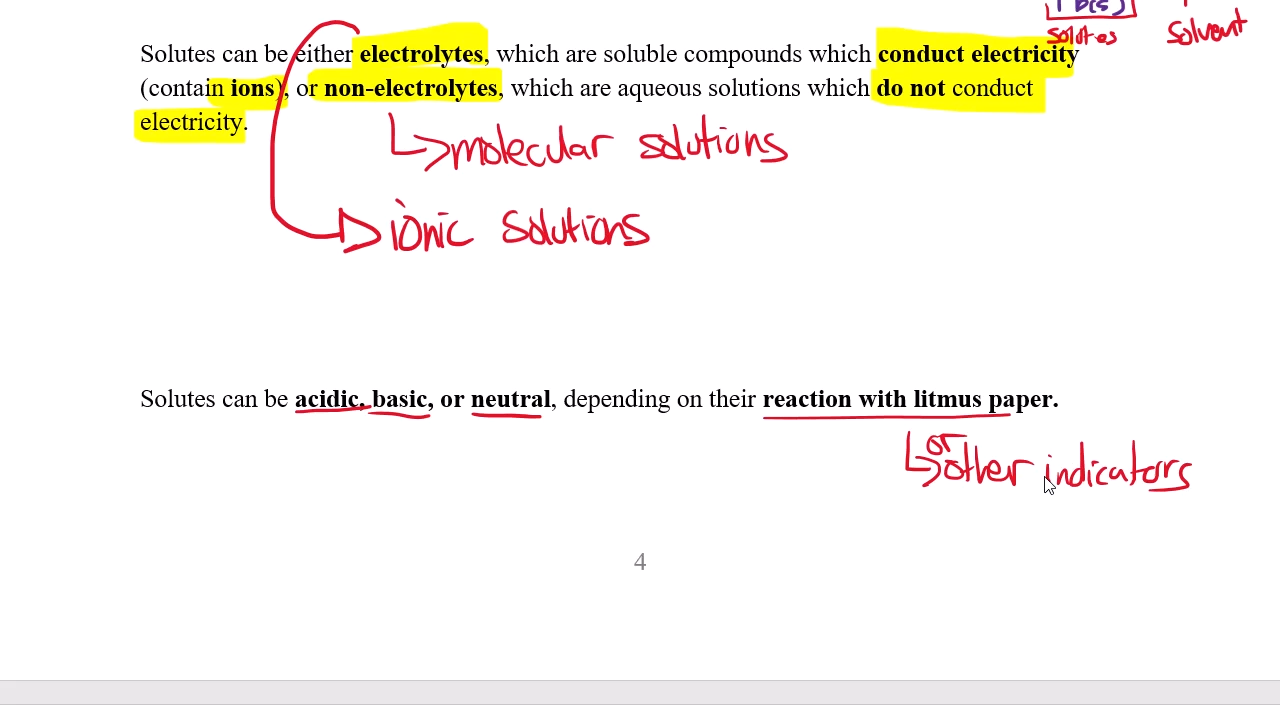 solutes
solvent
Solutes can be either electrolytes, which are soluble compounds which conduct electricity
(contain ions), or non-electrolytes, which are aqueous solutions which do not conduct
electricity.
molecular solutions
ionic solutions
Solutes can be acidic, basic, or neutral, depending on their reaction with litmus paper.
or
other indicators
4